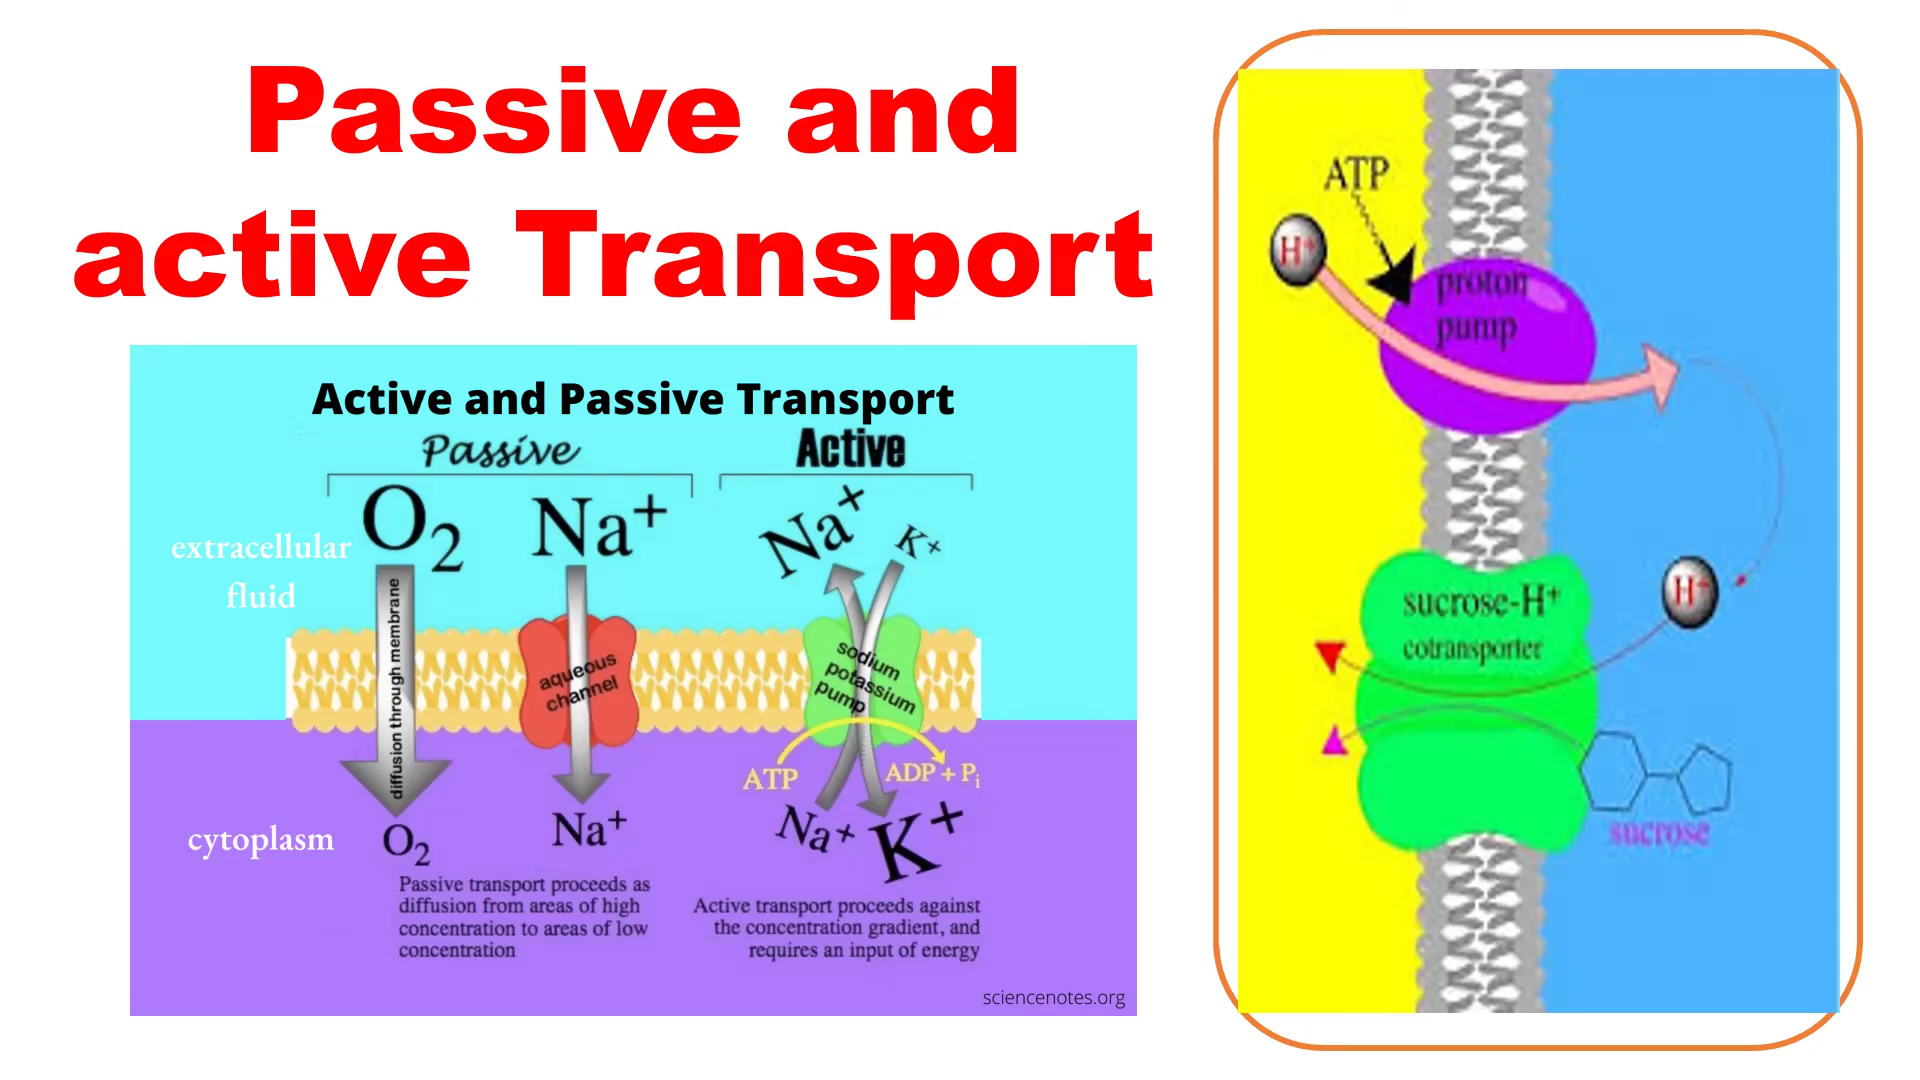 Passive and
active Transport
Active and Passive Transport
Passive
Active
O₂
Na⁺
Na⁺
K⁺
extracellular
fluid
diffusion through membrane
aqueous
channel
sodium
potassium
pump
ATP
ADP + Pᵢ
cytoplasm
O₂
Na⁺
Na⁺
K⁺
Passive transport proceeds as
diffusion from areas of high
concentration to areas of low
concentration
Active transport proceeds against
the concentration gradient, and
requires an input of energy
sciencenotes.org
ATP
H⁺
proton
pump
sucrose-H⁺
cotransporter
H⁺
sucrose